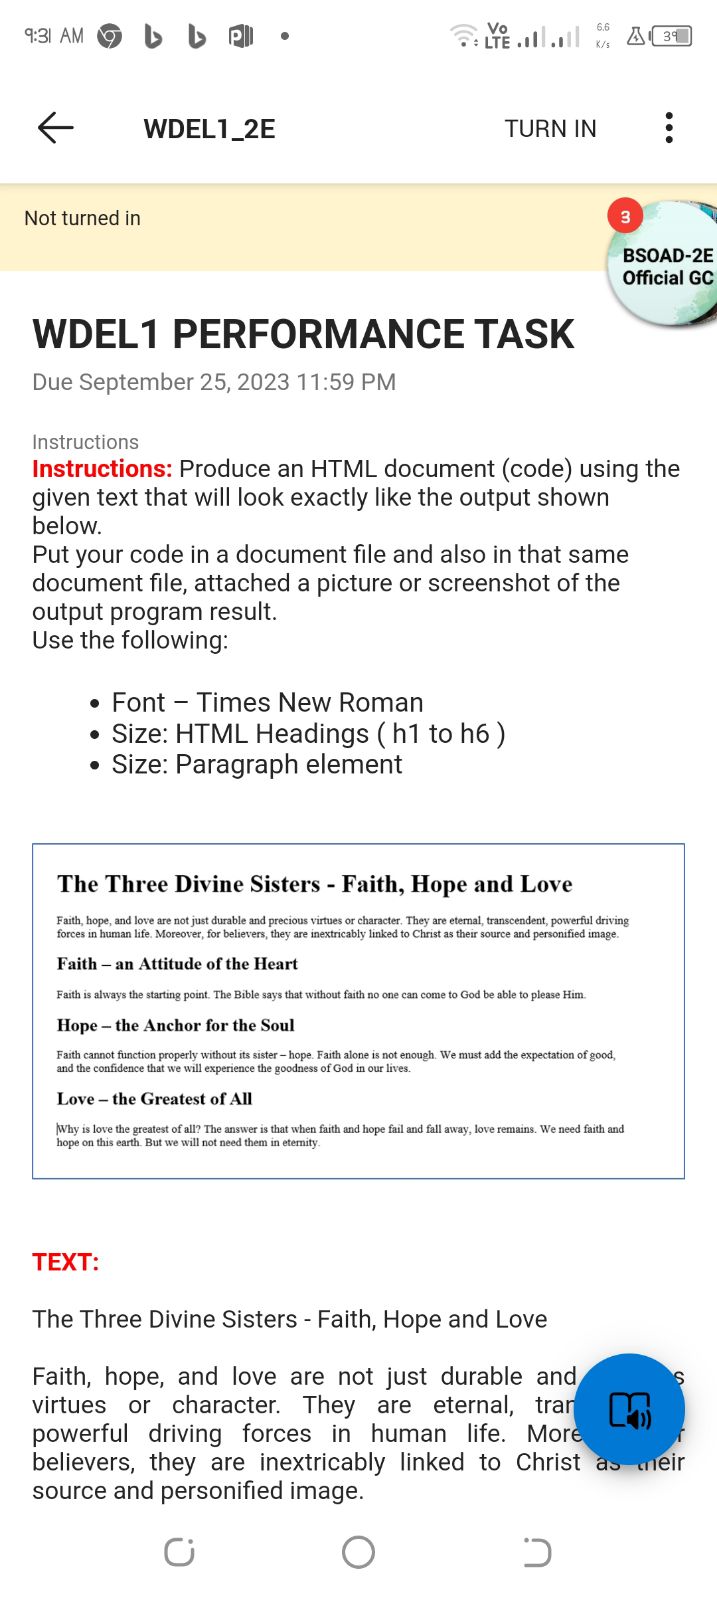 9:31 AM
Vo
LTE
6.6
K/s
39
WDEL1_2E
TURN IN
Not turned in
3
BSOAD-2E
Official GC
WDEL1 PERFORMANCE TASK
Due September 25, 2023 11:59 PM
Instructions
Instructions: Produce an HTML document (code) using the
given text that will look exactly like the output shown
below.
Put your code in a document file and also in that same
document file, attached a picture or screenshot of the
output program result.
Use the following:
• Font – Times New Roman
• Size: HTML Headings ( h1 to h6 )
• Size: Paragraph element
The Three Divine Sisters - Faith, Hope and Love
Faith, hope, and love are not just durable and precious virtues or character. They are eternal, transcendent, powerful driving
forces in human life. Moreover, for believers, they are inextricably linked to Christ as their source and personified image.
Faith – an Attitude of the Heart
Faith is always the starting point. The Bible says that without faith no one can come to God be able to please Him.
Hope – the Anchor for the Soul
Faith cannot function properly without its sister – hope. Faith alone is not enough. We must add the expectation of good,
and the confidence that we will experience the goodness of God in our lives.
Love – the Greatest of All
Why is love the greatest of all? The answer is that when faith and hope fail and fall away, love remains. We need faith and
hope on this earth. But we will not need them in eternity.
TEXT:
The Three Divine Sisters - Faith, Hope and Love
Faith, hope, and love are not just durable and
virtues or character. They are eternal,
powerful driving forces in human life.
believers, they are inextricably linked to Christ as their
source and personified image.